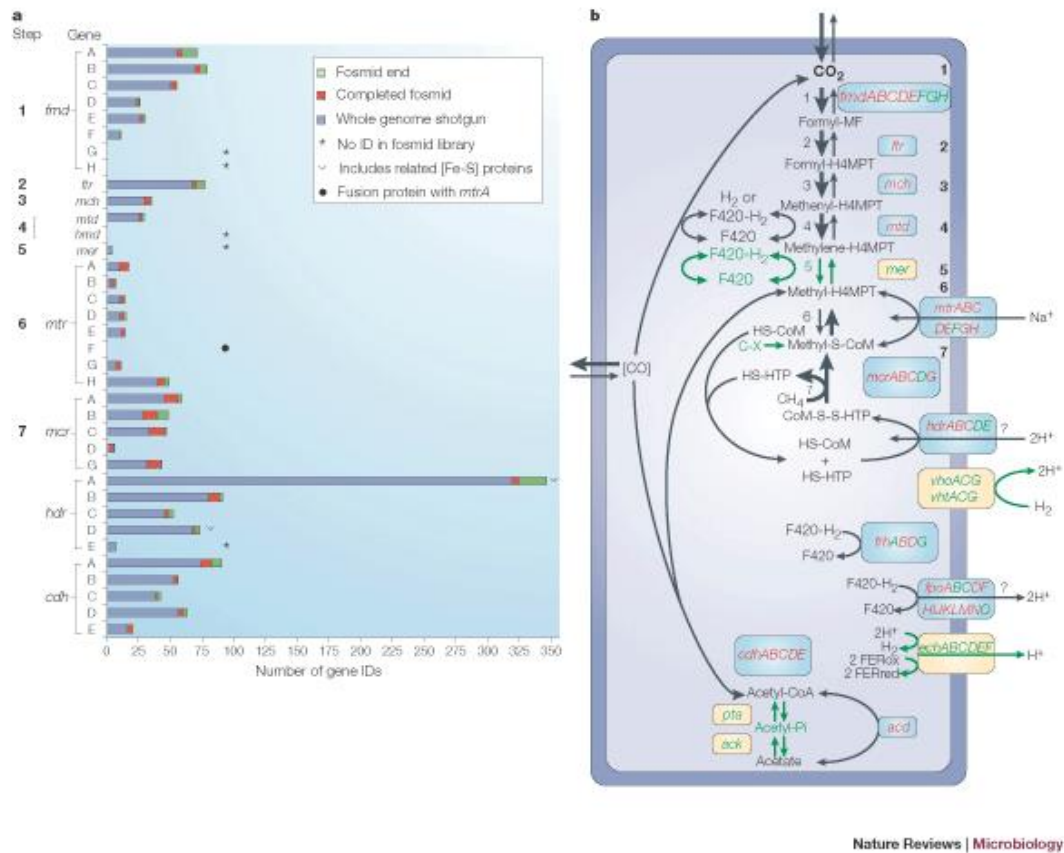 a
Step Gene
1 fmd
A
B
C
D
E
F
G
H
2 ftr
3 mch
4 mtd
hmd
5 mer
6 mtr
A
B
C
D
E
F
G
H
7 mcr
A
B
C
D
G
hdr
A
B
C
D
E
cdh
A
B
C
D
E
0 25 50 75 100 125 150 175 200 225 250 275 300 325 350
Number of gene IDs
Fosmid end
Completed fosmid
Whole genome shotgun
* No ID in fosmid library
Includes related [Fe-S] proteins
Fusion protein with mtrA
b
CO2 1
1 fmdABCDEFGH
Formyl-MF
2 ftr 2
Formyl-H4MPT
3 mch 3
Methenyl-H4MPT
H2 or
F420-H2
F420
4 mtd 4
Methylene-H4MPT
F420-H2
F420
5 mer 5
Methyl-H4MPT 6
6 mtrABC
DEFGH
Na+
HS-CoM
C-X Methyl-S-CoM 7
[CO]
HS-HTP
7
mcrABCDG
CH4
CoM-S-S-HTP
hdrABCDE ?
2H+
HS-CoM
+
HS-HTP
vhoACG
vhtACG
2H+
H2
F420-H2
F420
frhABDG
F420-H2
F420
fpoABCDF ?
HIJKLMNO
2H+
2H+
H2
2 FERox
2 FERred
echABCDEF
H+
cdhABCDE
Acetyl-CoA
pta
Acetyl-Pi
acd
ack
Acetate
Nature Reviews | Microbiology